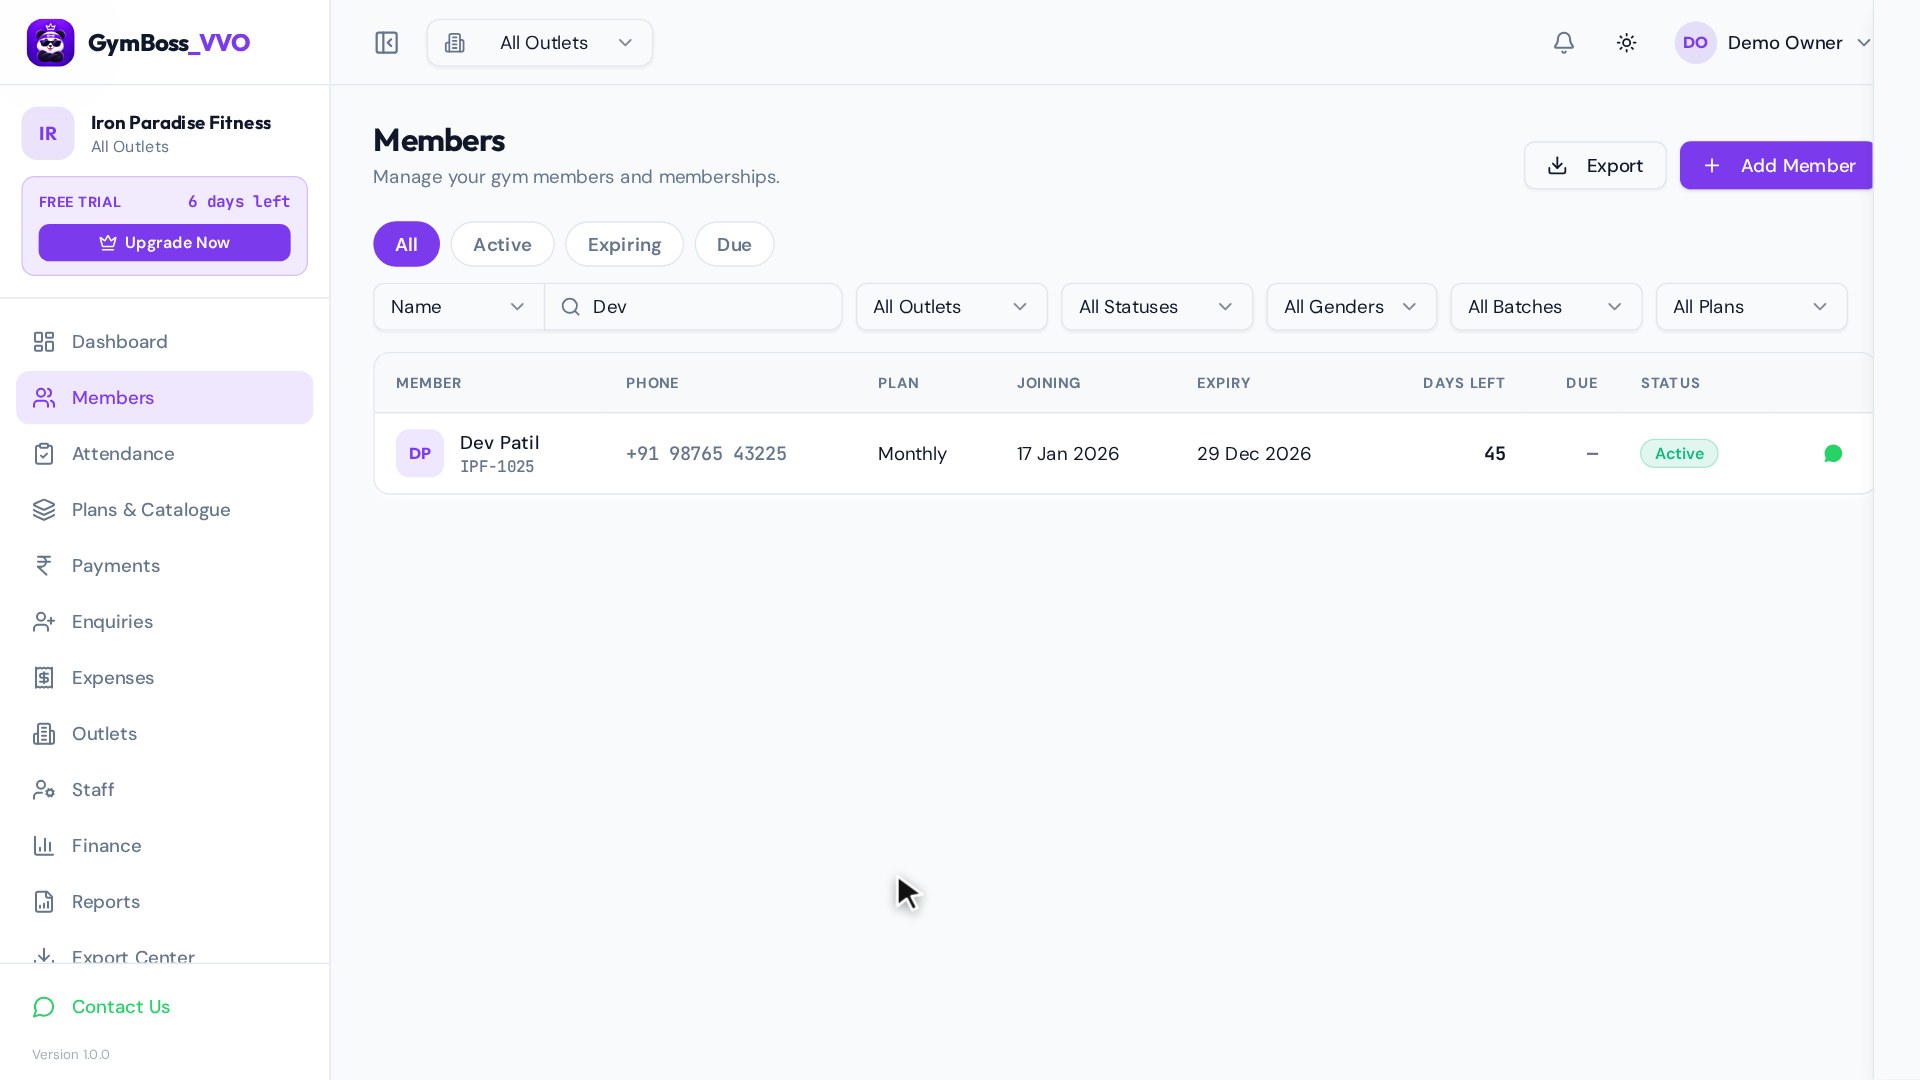 GymBoss_VVO
All Outlets
DO Demo Owner
IR Iron Paradise Fitness
All Outlets
FREE TRIAL 6 days left
Upgrade Now
Dashboard
Members
Attendance
Plans & Catalogue
Payments
Enquiries
Expenses
Outlets
Staff
Finance
Reports
Export Center
Contact Us
Version 1.0.0
Members
Manage your gym members and memberships.
Export
Add Member
All Active Expiring Due
Name Dev All Outlets All Statuses All Genders All Batches All Plans
MEMBER PHONE PLAN JOINING EXPIRY DAYS LEFT DUE STATUS
DP Dev Patil +91 98765 43225 Monthly 17 Jan 2026 29 Dec 2026 45 – Active
IPF-1025